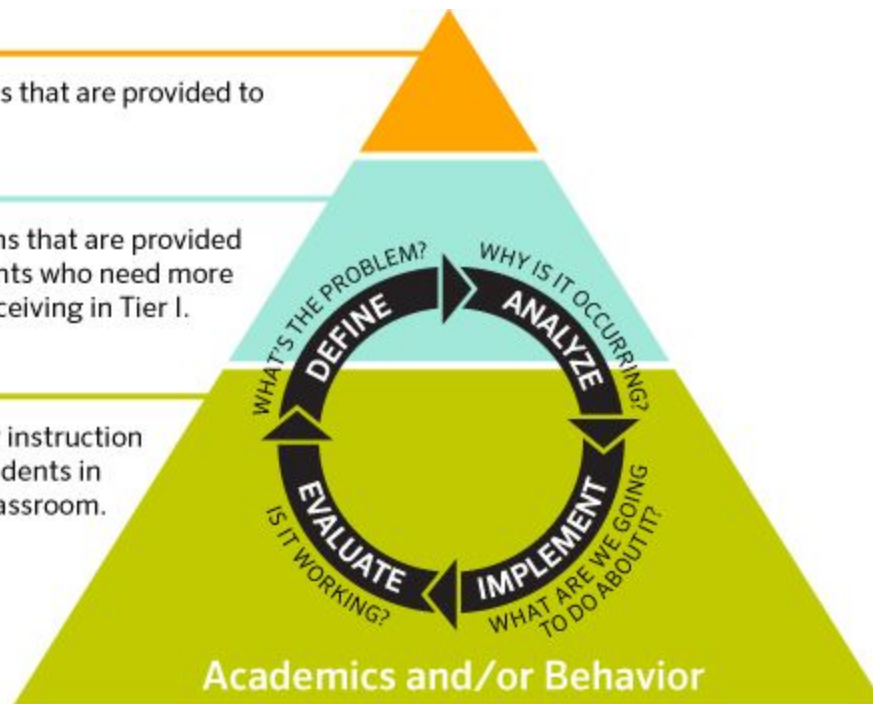 s that are provided to
ns that are provided
nts who need more
ceiving in Tier I.
WHAT'S THE PROBLEM?
DEFINE
WHY IS IT OCCURRING?
ANALYZE
instruction
dents in
assroom.
IMPLEMENT
WHAT ARE WE GOING
TO DO ABOUT IT?
EVALUATE
IS IT WORKING?
Academics and/or Behavior